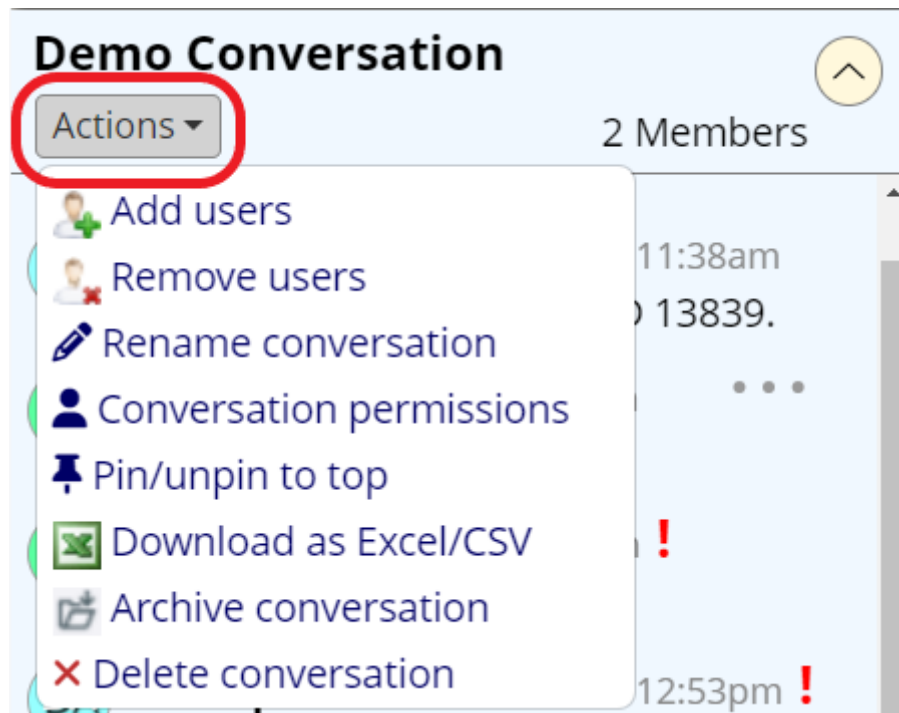 Demo Conversation
Actions
2 Members
Add users
11:38am
Remove users
13839.
Rename conversation
Conversation permissions
Pin/unpin to top
Download as Excel/CSV
!
Archive conversation
Delete conversation
12:53pm !